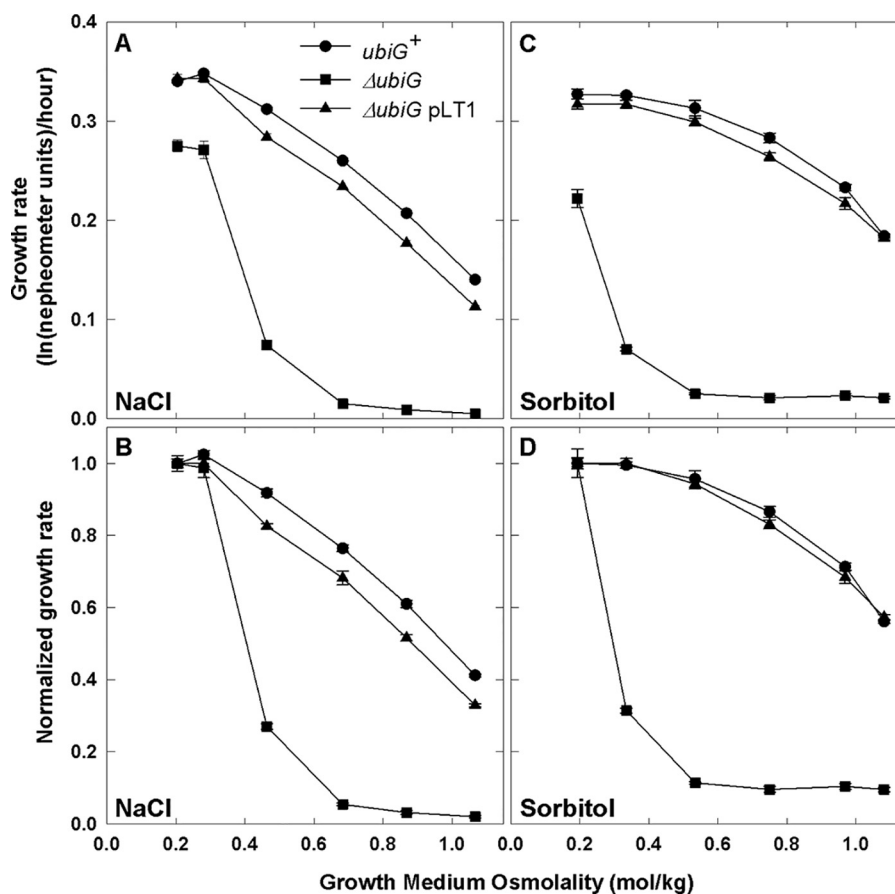 A
ubiG+
ΔubiG
ΔubiG pLT1
C
0.4
0.3
0.2
0.1
0.0
Growth rate
(ln(nepheometer units)/hour)
NaCl
Sorbitol
B
D
1.0
0.8
0.6
0.4
0.2
0.0
Normalized growth rate
NaCl
Sorbitol
0.0 0.2 0.4 0.6 0.8 1.0 0.0 0.2 0.4 0.6 0.8 1.0
Growth Medium Osmolality (mol/kg)